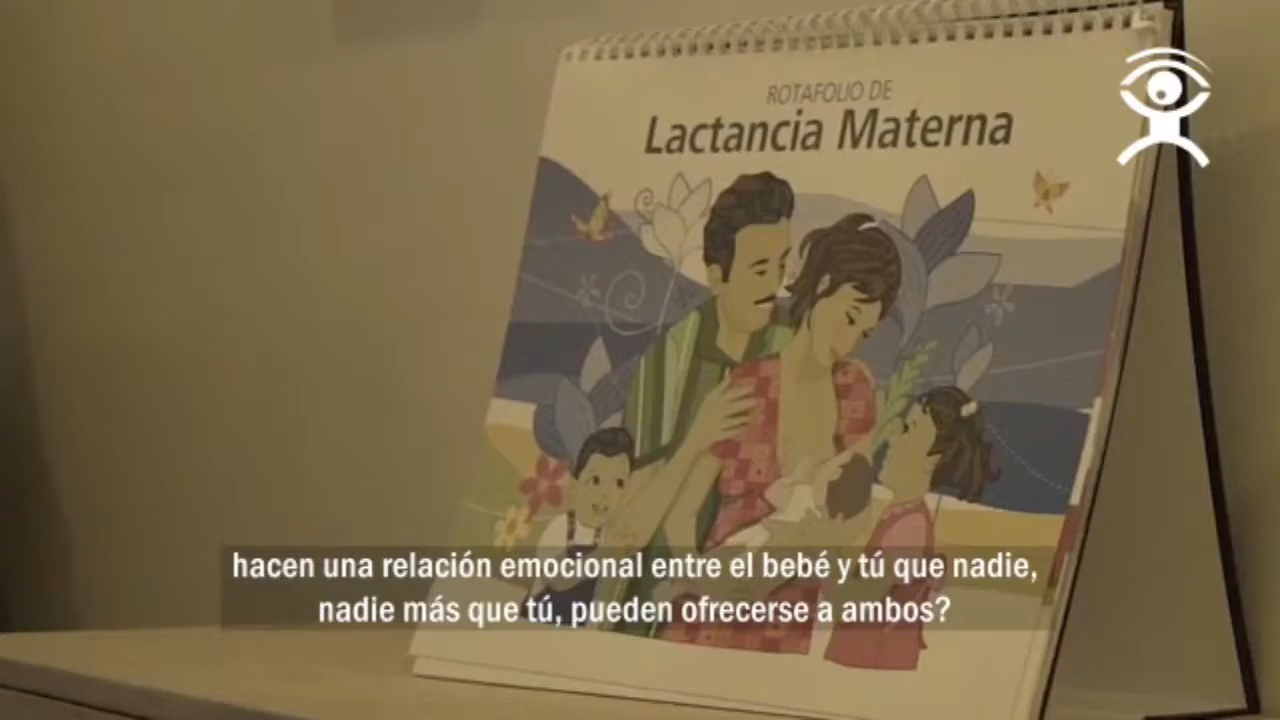 ROTAFOLIO DE
Lactancia Materna
hacen una relación emocional entre el bebé y tú que nadie,
nadie más que tú, pueden ofrecerse a ambos?